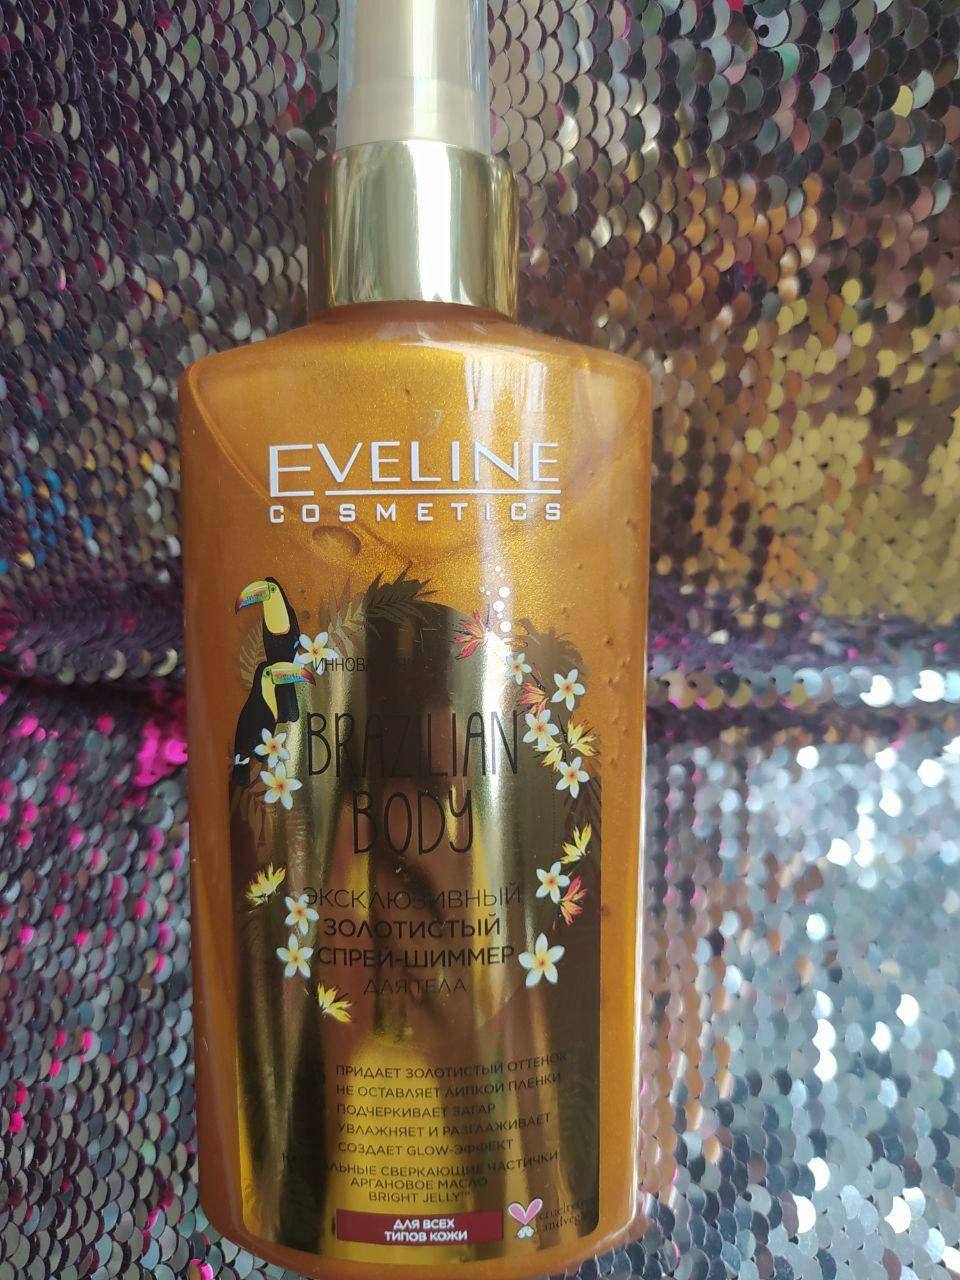 EVELINE
COSMETICS
BRAZILIAN
BODY
ЭКСКЛЮЗИВНЫЙ
ЗОЛОТИСТЫЙ
СПРЕЙ-ШИММЕР
ДЛЯ ТЕЛА
ПРИДАЕТ ЗОЛОТИСТЫЙ ОТТЕНОК
НЕ ОСТАВЛЯЕТ ЛИПКОЙ ПЛЕНКИ
ПОДЧЕРКИВАЕТ ЗАГАР
УВЛАЖНЯЕТ И РАЗГЛАЖИВАЕТ
СОЗДАЕТ GLOW-ЭФФЕКТ
СВЕРКАЮЩИЕ ЧАСТИЧКИ
АРГАНОВОЕ МАСЛО
BRIGHT JELLY™
ДЛЯ ВСЕХ
ТИПОВ КОЖИ